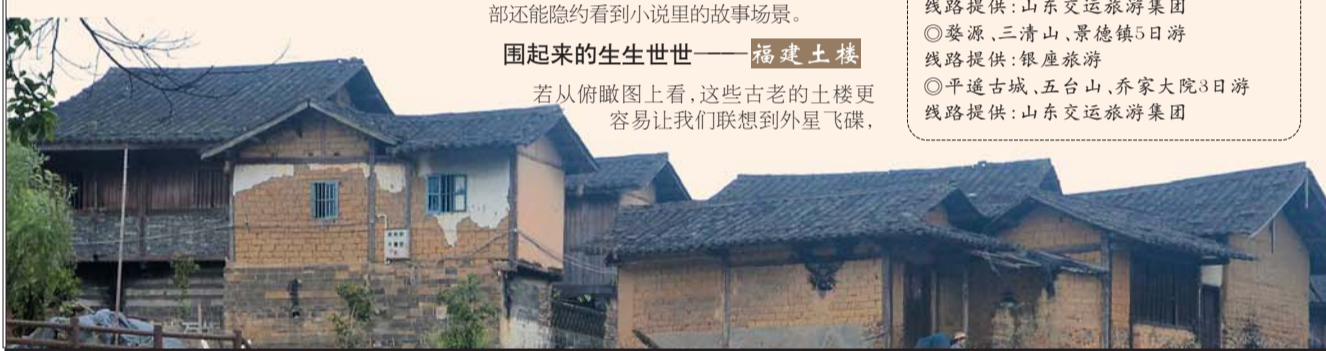 部还能隐约看到小说里的故事场景。
围起来的生生世世——福建土楼
若从俯瞰图上看,这些古老的土楼更
容易让我们联想到外星飞碟,
线路提供:山东交运旅游集团
◎婺源、三清山、景德镇5日游
线路提供:银座旅游
◎平遥古城、五台山、乔家大院3日游
线路提供:山东交运旅游集团